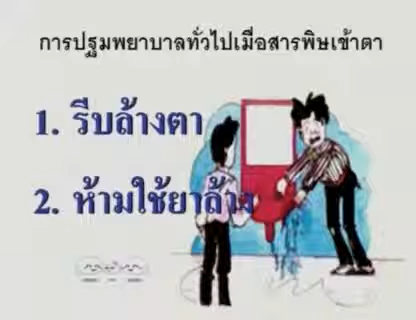 การปฐมพยาบาลทั่วไปเมื่อสารพิษเข้าตา
1. รีบล้างตา
2. ห้ามใช้ยาล้าง